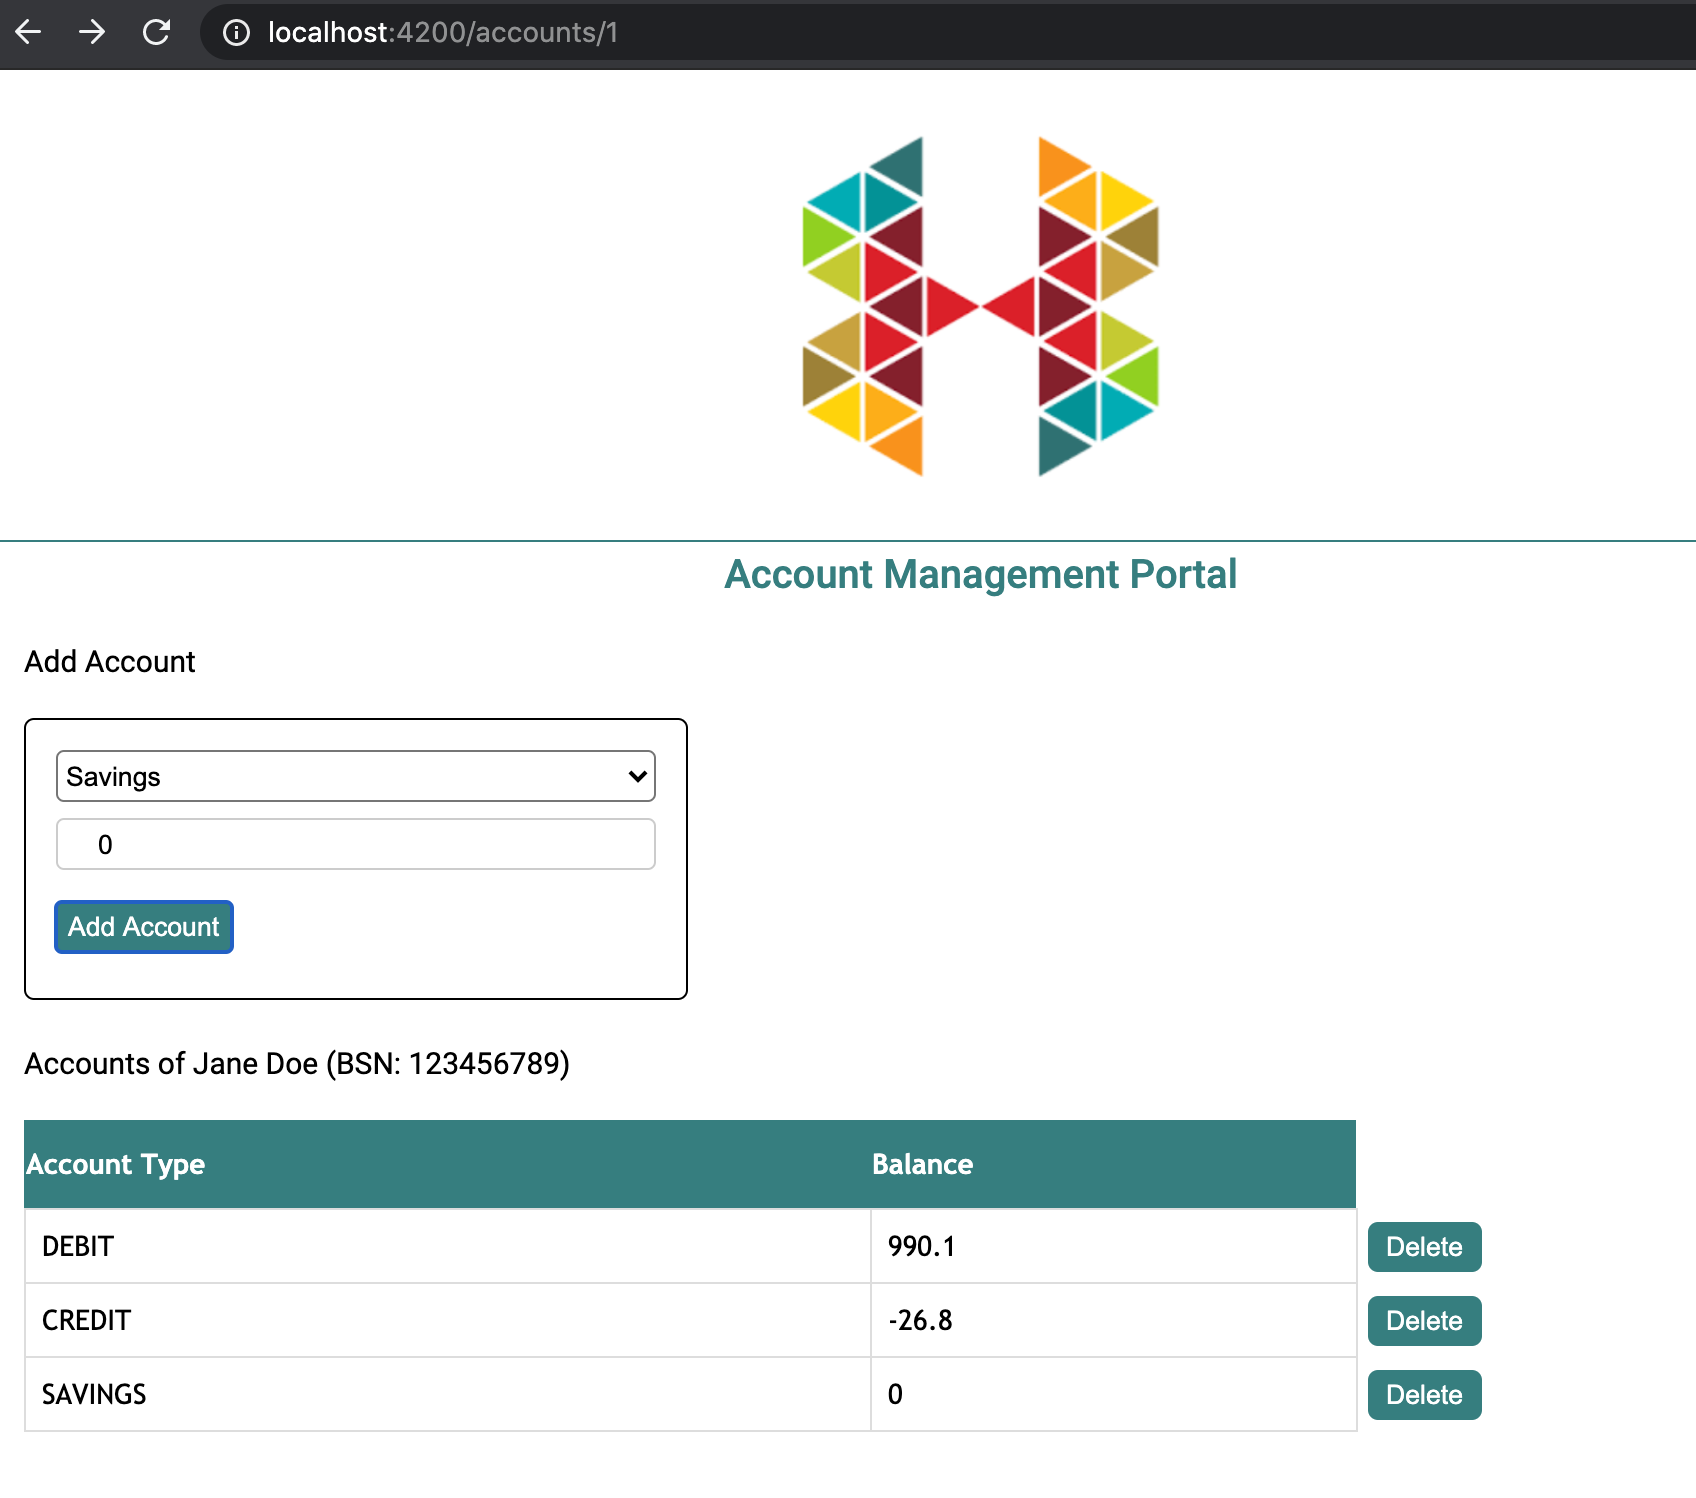 localhost:4200/accounts/1
Account Management Portal
Add Account
Savings
0
Add Account
Accounts of Jane Doe (BSN: 123456789)
Account Type Balance
DEBIT 990.1 Delete
CREDIT -26.8 Delete
SAVINGS 0 Delete